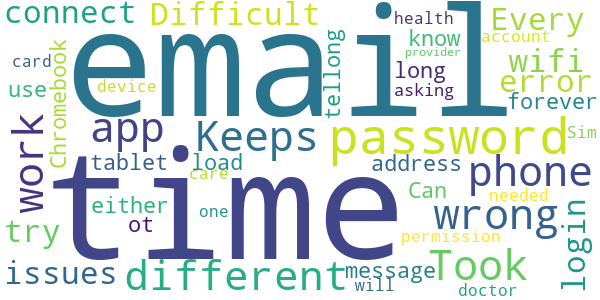 connect Difficult health Every
email
know account
provider
card Chromebook device tellong long wifi
use asking error
forever
work app Keeps password Sim
tablet load address phone
time
care Can needed
either one wrong login
ot
try permission
issues different message Took
will doctor